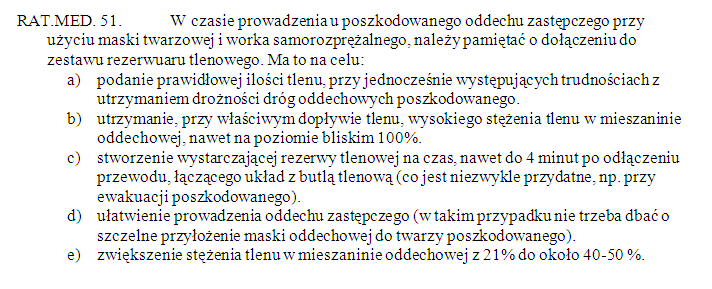 RAT.MED. 51. W czasie prowadzenia u poszkodowanego oddechu zastępczego przy
użyciu maski twarzowej i worka samorozprężalnego, należy pamiętać o dołączeniu do
zestawu rezerwuaru tlenowego. Ma to na celu:
a) podanie prawidłowej ilości tlenu, przy jednocześnie występujących trudnościach z
utrzymaniem drożności dróg oddechowych poszkodowanego.
b) utrzymanie, przy właściwym dopływie tlenu, wysokiego stężenia tlenu w mieszaninie
oddechowej, nawet na poziomie bliskim 100%.
c) stworzenie wystarczającej rezerwy tlenowej na czas, nawet do 4 minut po odłączeniu
przewodu, łączącego układ z butlą tlenową (co jest niezwykle przydatne, np. przy
ewakuacji poszkodowanego).
d) ułatwienie prowadzenia oddechu zastępczego (w takim przypadku nie trzeba dbać o
szczelne przyłożenie maski oddechowej do twarzy poszkodowanego).
e) zwiększenie stężenia tlenu w mieszaninie oddechowej z 21% do około 40-50 %.